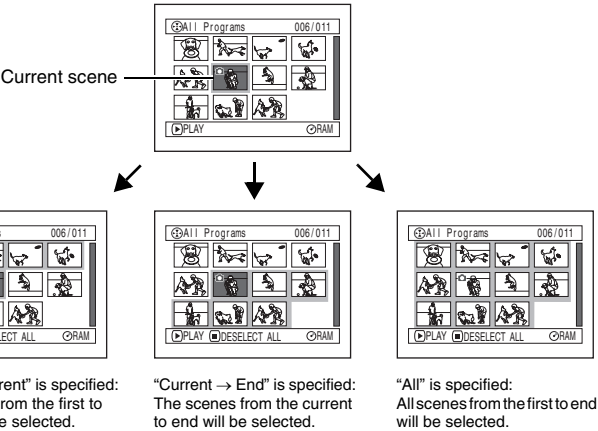 All Programs 006/011
Current scene
PLAY RAM
006/011
ECT ALL RAM
All Programs 006/011
PLAY DESELECT ALL RAM
All Programs 006/011
PLAY DESELECT ALL RAM
rent” is specified:
rom the first to
e selected.
“Current → End” is specified:
The scenes from the current
to end will be selected.
“All” is specified:
All scenes from the first to end
will be selected.